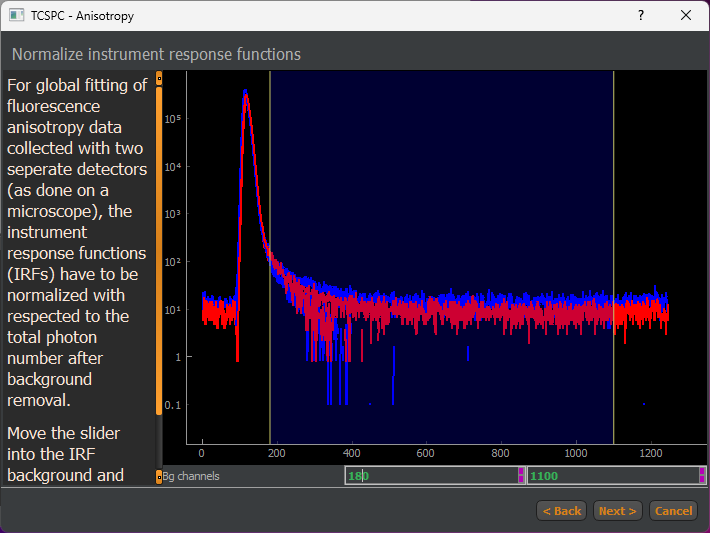 TCSPC - Anisotropy
?
Normalize instrument response functions
For global fitting of
fluorescence
anisotropy data
collected with two
seperate detectors
(as done on a
microscope), the
instrument
response functions
(IRFs) have to be
normalized with
respected to the
total photon
number after
background
removal.
Move the slider
into the IRF
background and
10⁵
10⁴
10³
10²
10¹
1
0.1
0 200 400 600 800 1000 1200
Bg channels 180 1100
< Back Next > Cancel